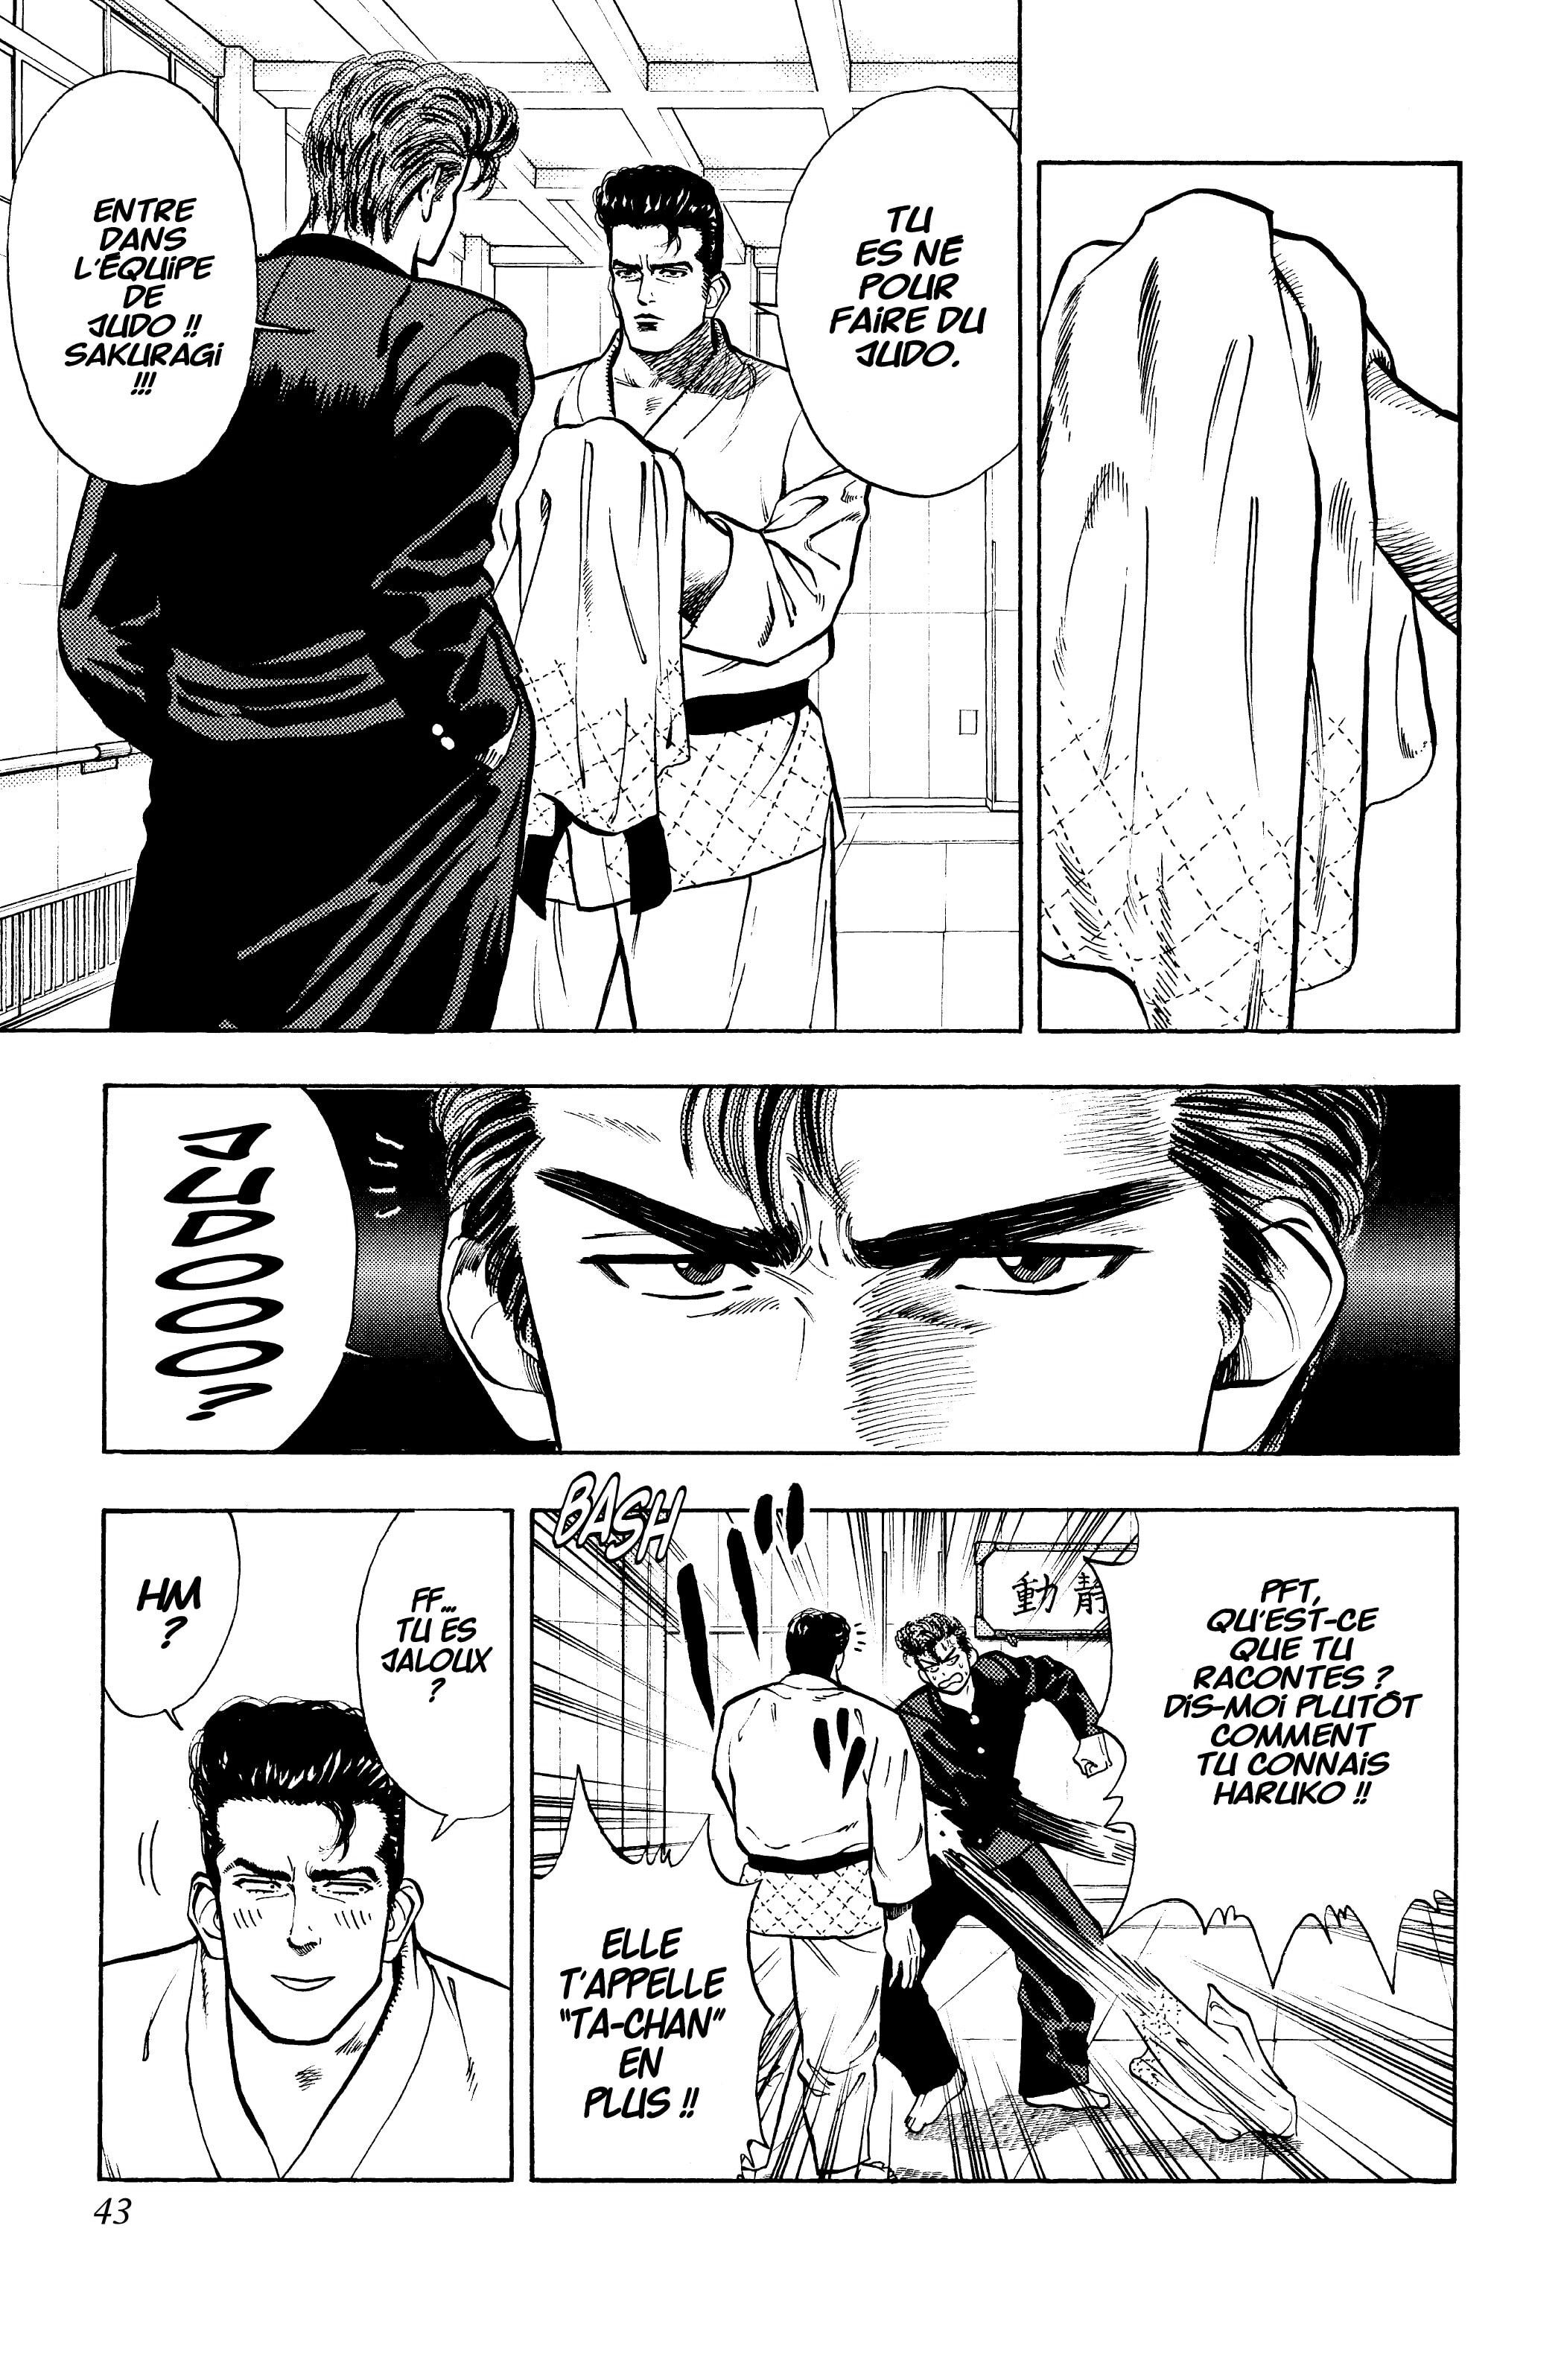 TU
ES NÉ
POUR
FAIRE DU
JUDO.
ENTRE
DANS
L'ÉQUIPE
DE
JUDO !!
SAKURAGI
!!!
JUDOOOO?
PFT,
QU'EST-CE
QUE TU
RACONTES ?
DIS-MOI PLUTÔT
COMMENT
TU CONNAIS
HARUKO !!
動静
BASH
ELLE
T'APPELLE
"TA-CHAN"
EN
PLUS !!
FF...
TU ES
JALOUX
?
HM
?
43